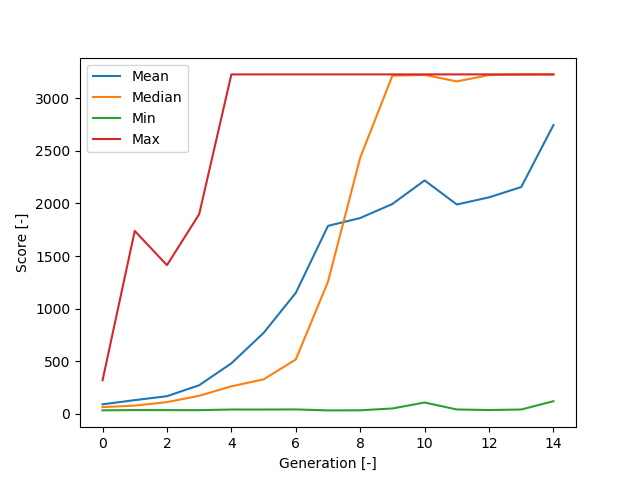 Mean
Median
Min
Max
3000
2500
2000
1500
1000
500
0
Score [-]
0 2 4 6 8 10 12 14
Generation [-]